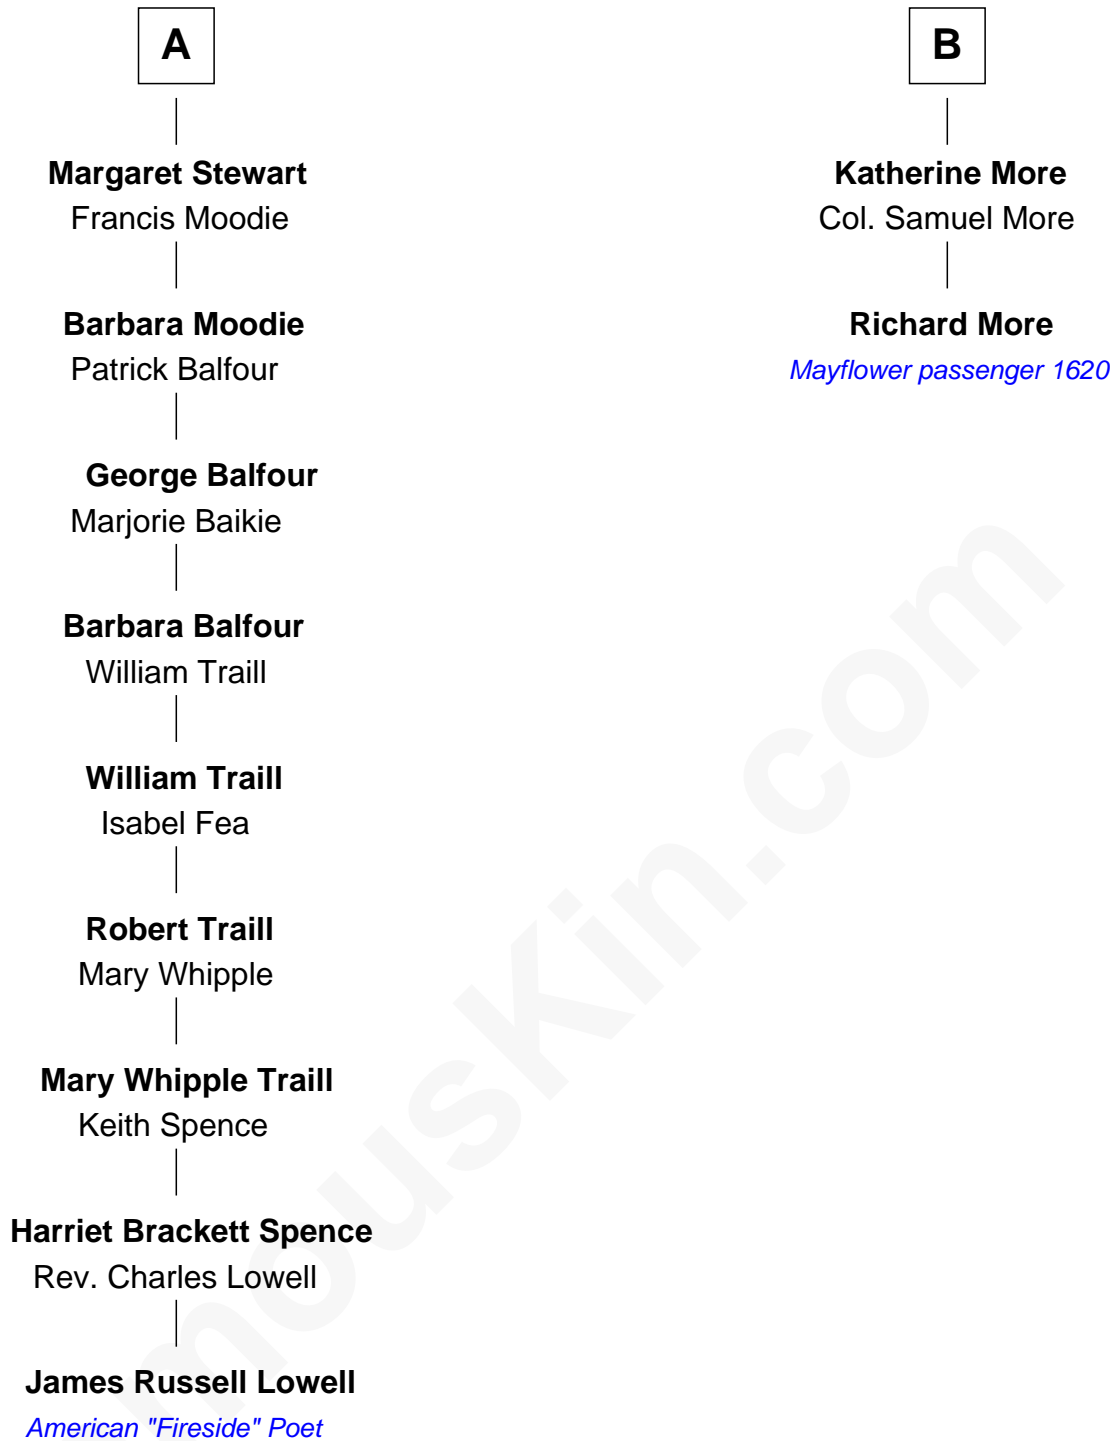 A
Margaret Stewart
Francis Moodie
Barbara Moodie
Patrick Balfour
George Balfour
Marjorie Baikie
Barbara Balfour
William Traill
William Traill
Isabel Fea
Robert Traill
Mary Whipple
Mary Whipple Traill
Keith Spence
Harriet Brackett Spence
Rev. Charles Lowell
James Russell Lowell
American "Fireside" Poet
B
Katherine More
Col. Samuel More
Richard More
Mayflower passenger 1620
mousKin.com